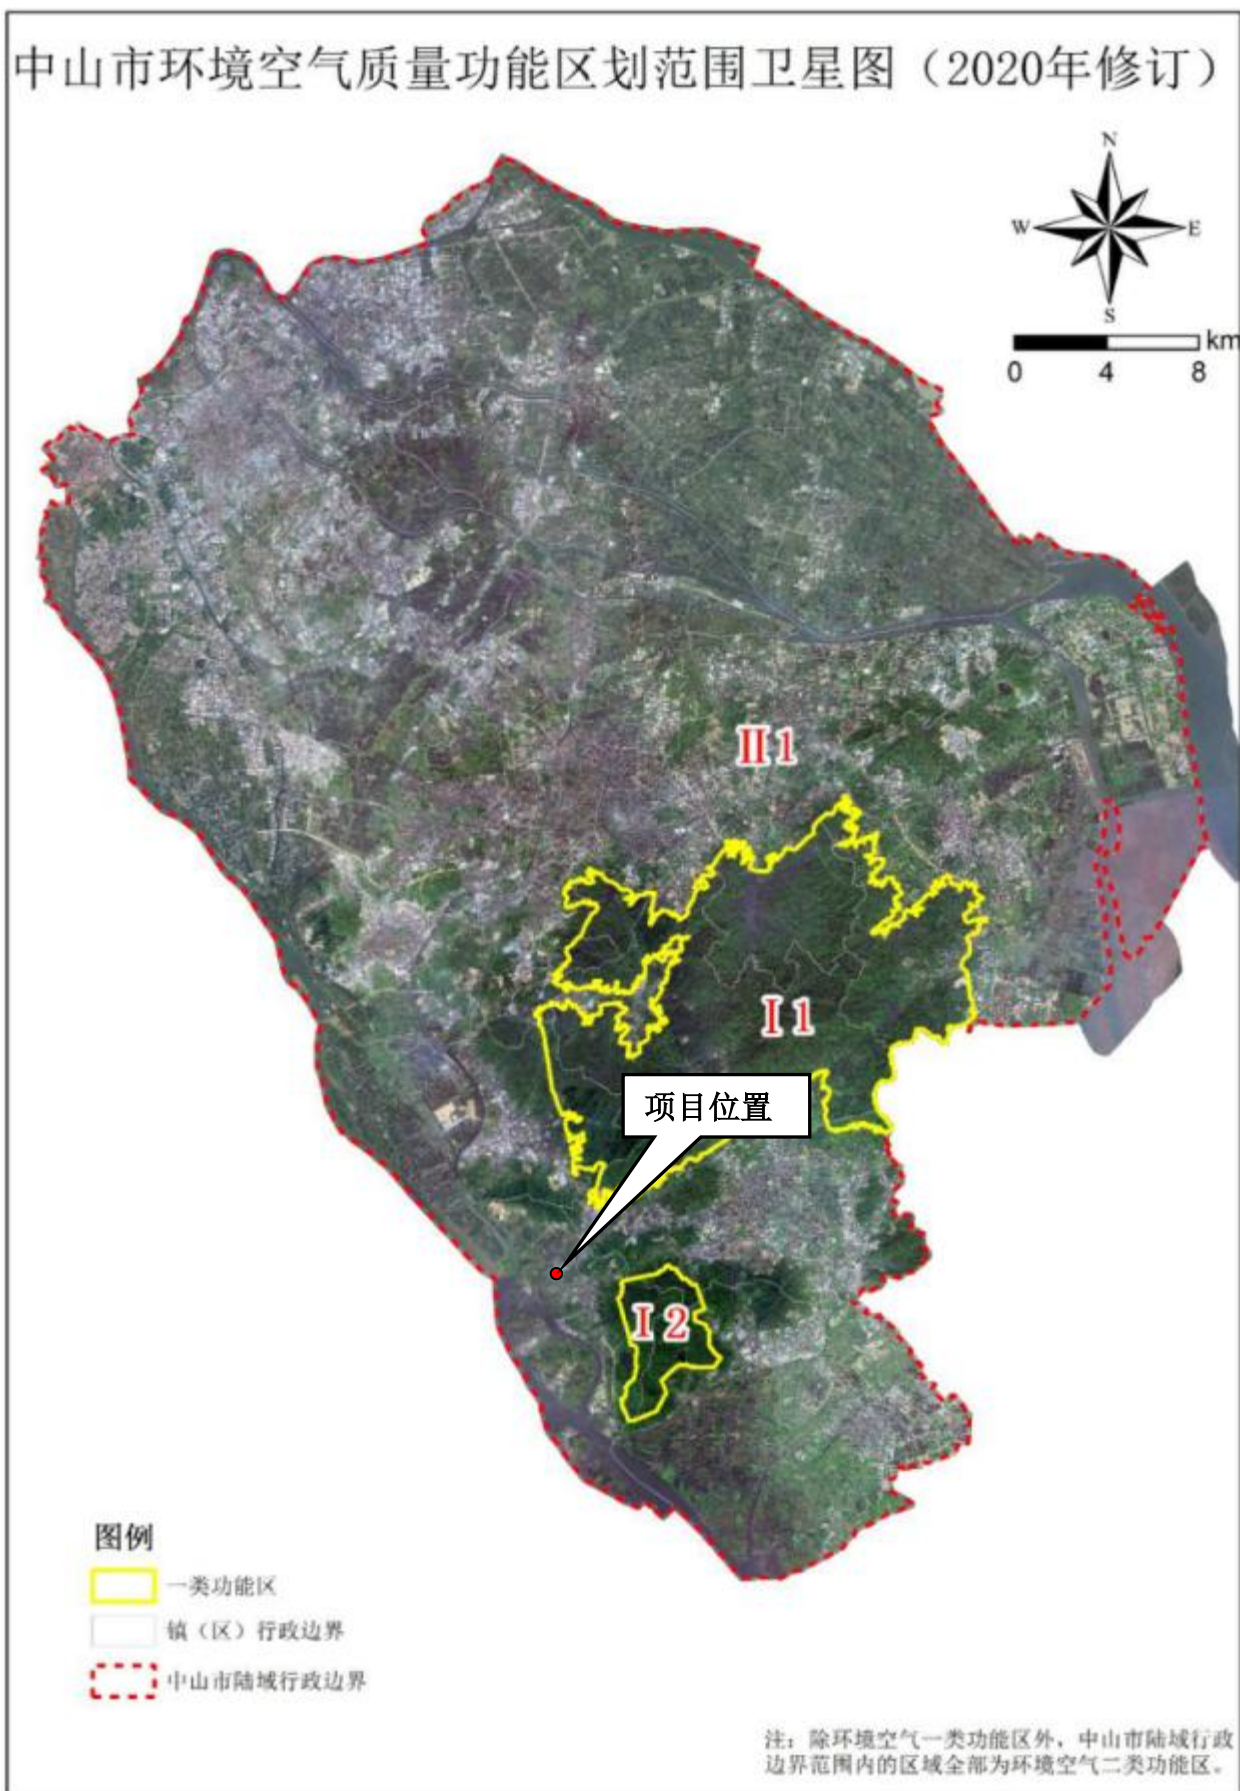 中山市环境空气质量功能区划范围卫星图（2020年修订）
N
W
E
S
km
0 4 8
Ⅱ1
Ⅰ1
项目位置
Ⅰ2
图例
一类功能区
镇（区）行政边界
中山市陆域行政边界
注：除环境空气一类功能区外，中山市陆域行政
边界范围内的区域全部为环境空气二类功能区。